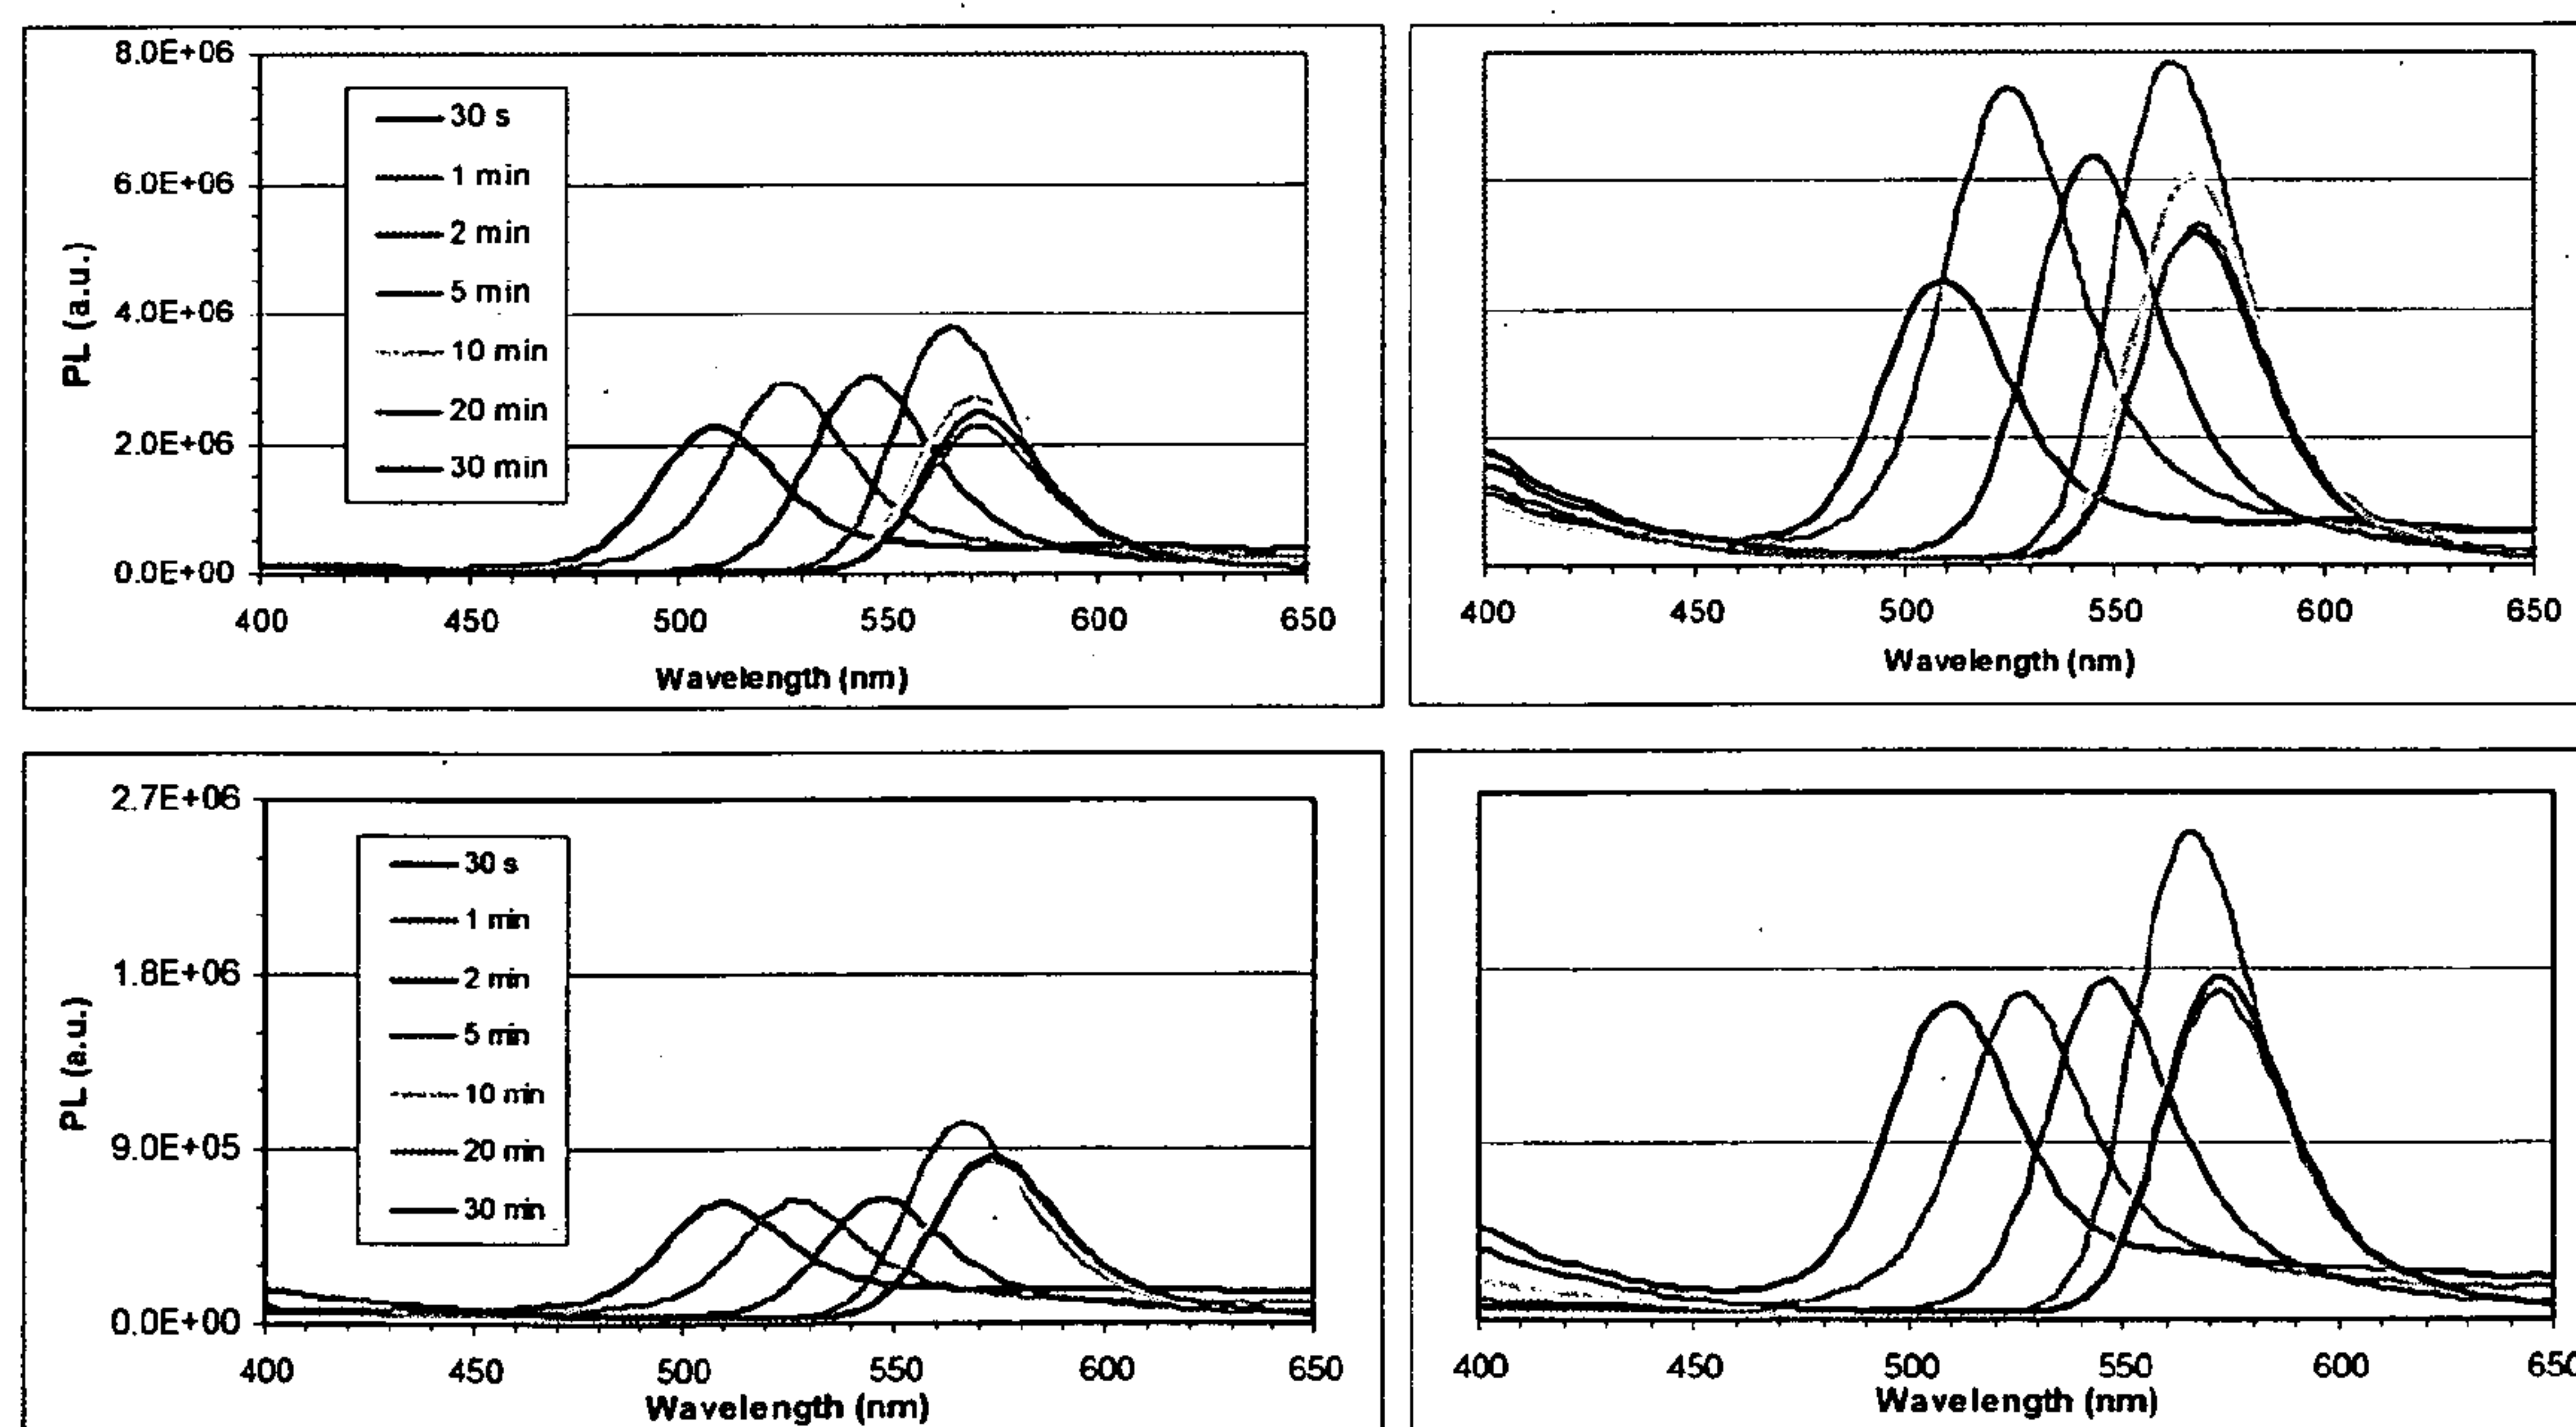 8.0E+06
6.0E+06
4.0E+06
2.0E+06
0.0E+00
PL (a.u.)
30 s
1 min
2 min
5 min
10 min
20 min
30 min
400 450 500 550 600 650
Wavelength (nm)
400 450 500 550 600 650
Wavelength (nm)
2.7E+06
1.8E+06
9.0E+05
0.0E+00
PL (a.u.)
30 s
1 min
2 min
5 min
10 min
20 min
30 min
400 450 500 550 600 650
Wavelength (nm)
400 450 500 550 600 650
Wavelength (nm)